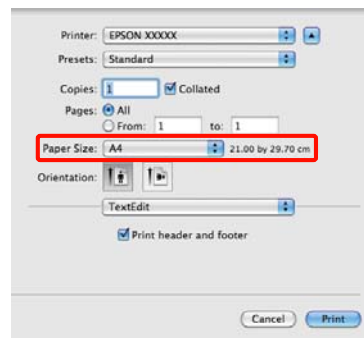 Printer: EPSON XXXXX
Presets: Standard
Copies: 1 Collated
Pages: All
From: 1 to: 1
Paper Size: A4 21.00 by 29.70 cm
Orientation:
TextEdit
Print header and footer
Cancel Print